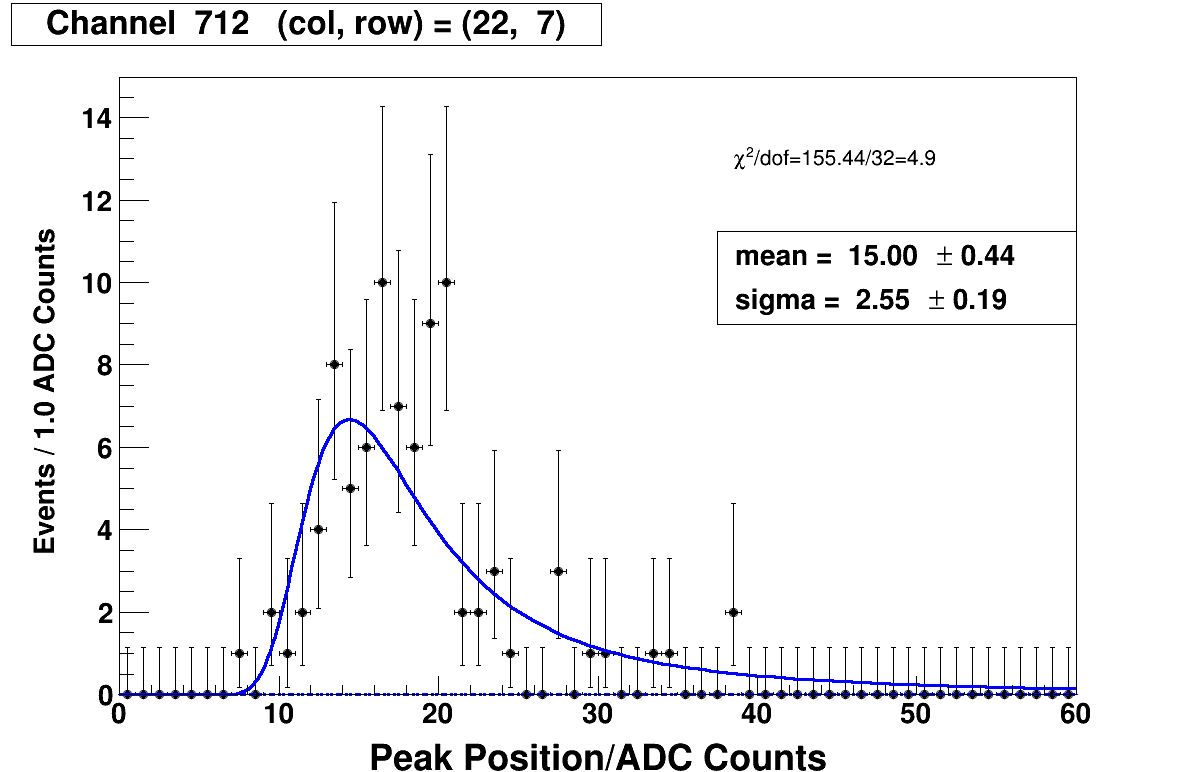 Channel 712 (col, row) = (22, 7)
14
12
10
8
6
4
2
0
Events / 1.0 ADC Counts
χ²/dof=155.44/32=4.9
mean = 15.00 ± 0.44
sigma = 2.55 ± 0.19
0 10 20 30 40 50 60
Peak Position/ADC Counts